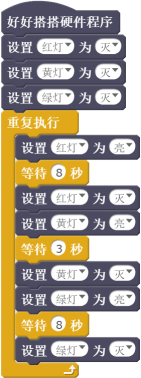 好好搭搭硬件程序
设置 红灯 为 灭
设置 黄灯 为 灭
设置 绿灯 为 灭
重复执行
设置 红灯 为 亮
等待 8 秒
设置 红灯 为 灭
设置 黄灯 为 亮
等待 3 秒
设置 黄灯 为 灭
设置 绿灯 为 亮
等待 8 秒
设置 绿灯 为 灭